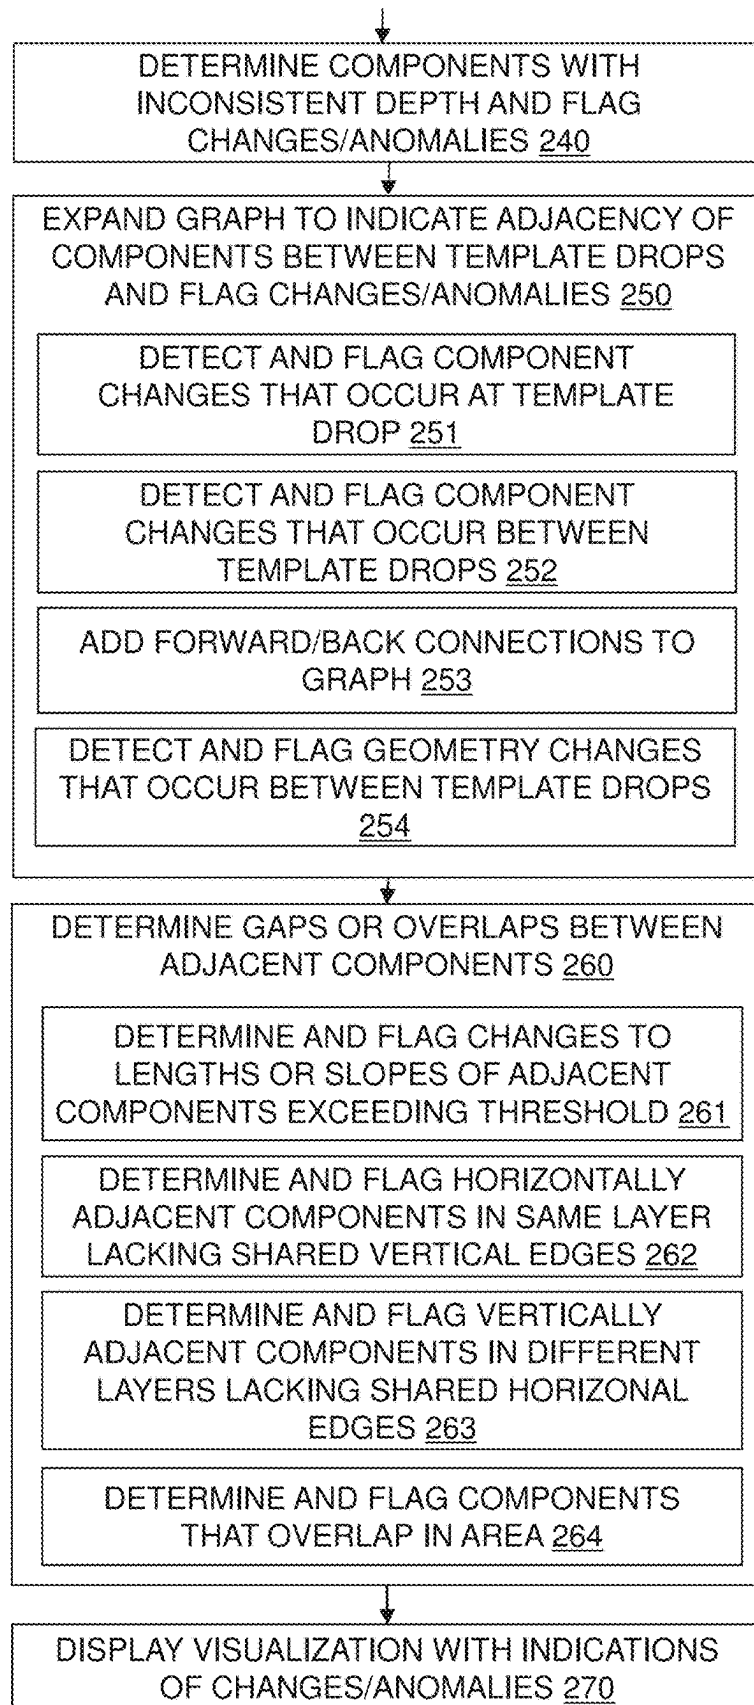 DETERMINE COMPONENTS WITH
INCONSISTENT DEPTH AND FLAG
CHANGES/ANOMALIES 240
EXPAND GRAPH TO INDICATE ADJACENCY OF
COMPONENTS BETWEEN TEMPLATE DROPS
AND FLAG CHANGES/ANOMALIES 250
DETECT AND FLAG COMPONENT
CHANGES THAT OCCUR AT TEMPLATE
DROP 251
DETECT AND FLAG COMPONENT
CHANGES THAT OCCUR BETWEEN
TEMPLATE DROPS 252
ADD FORWARD/BACK CONNECTIONS TO
GRAPH 253
DETECT AND FLAG GEOMETRY CHANGES
THAT OCCUR BETWEEN TEMPLATE DROPS
254
DETERMINE GAPS OR OVERLAPS BETWEEN
ADJACENT COMPONENTS 260
DETERMINE AND FLAG CHANGES TO
LENGTHS OR SLOPES OF ADJACENT
COMPONENTS EXCEEDING THRESHOLD 261
DETERMINE AND FLAG HORIZONTALLY
ADJACENT COMPONENTS IN SAME LAYER
LACKING SHARED VERTICAL EDGES 262
DETERMINE AND FLAG VERTICALLY
ADJACENT COMPONENTS IN DIFFERENT
LAYERS LACKING SHARED HORIZONAL
EDGES 263
DETERMINE AND FLAG COMPONENTS
THAT OVERLAP IN AREA 264
DISPLAY VISUALIZATION WITH INDICATIONS
OF CHANGES/ANOMALIES 270